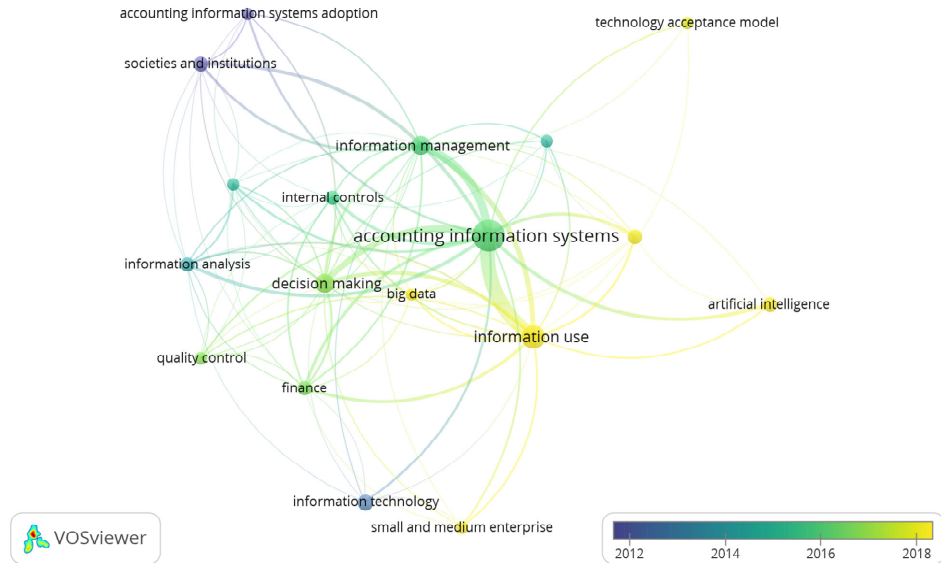 accounting information systems adoption
technology acceptance model
societies and institutions
information management
internal controls
accounting information systems
information analysis
decision making
big data
artificial intelligence
information use
quality control
finance
information technology
small and medium enterprise
VOSviewer
2012 2014 2016 2018